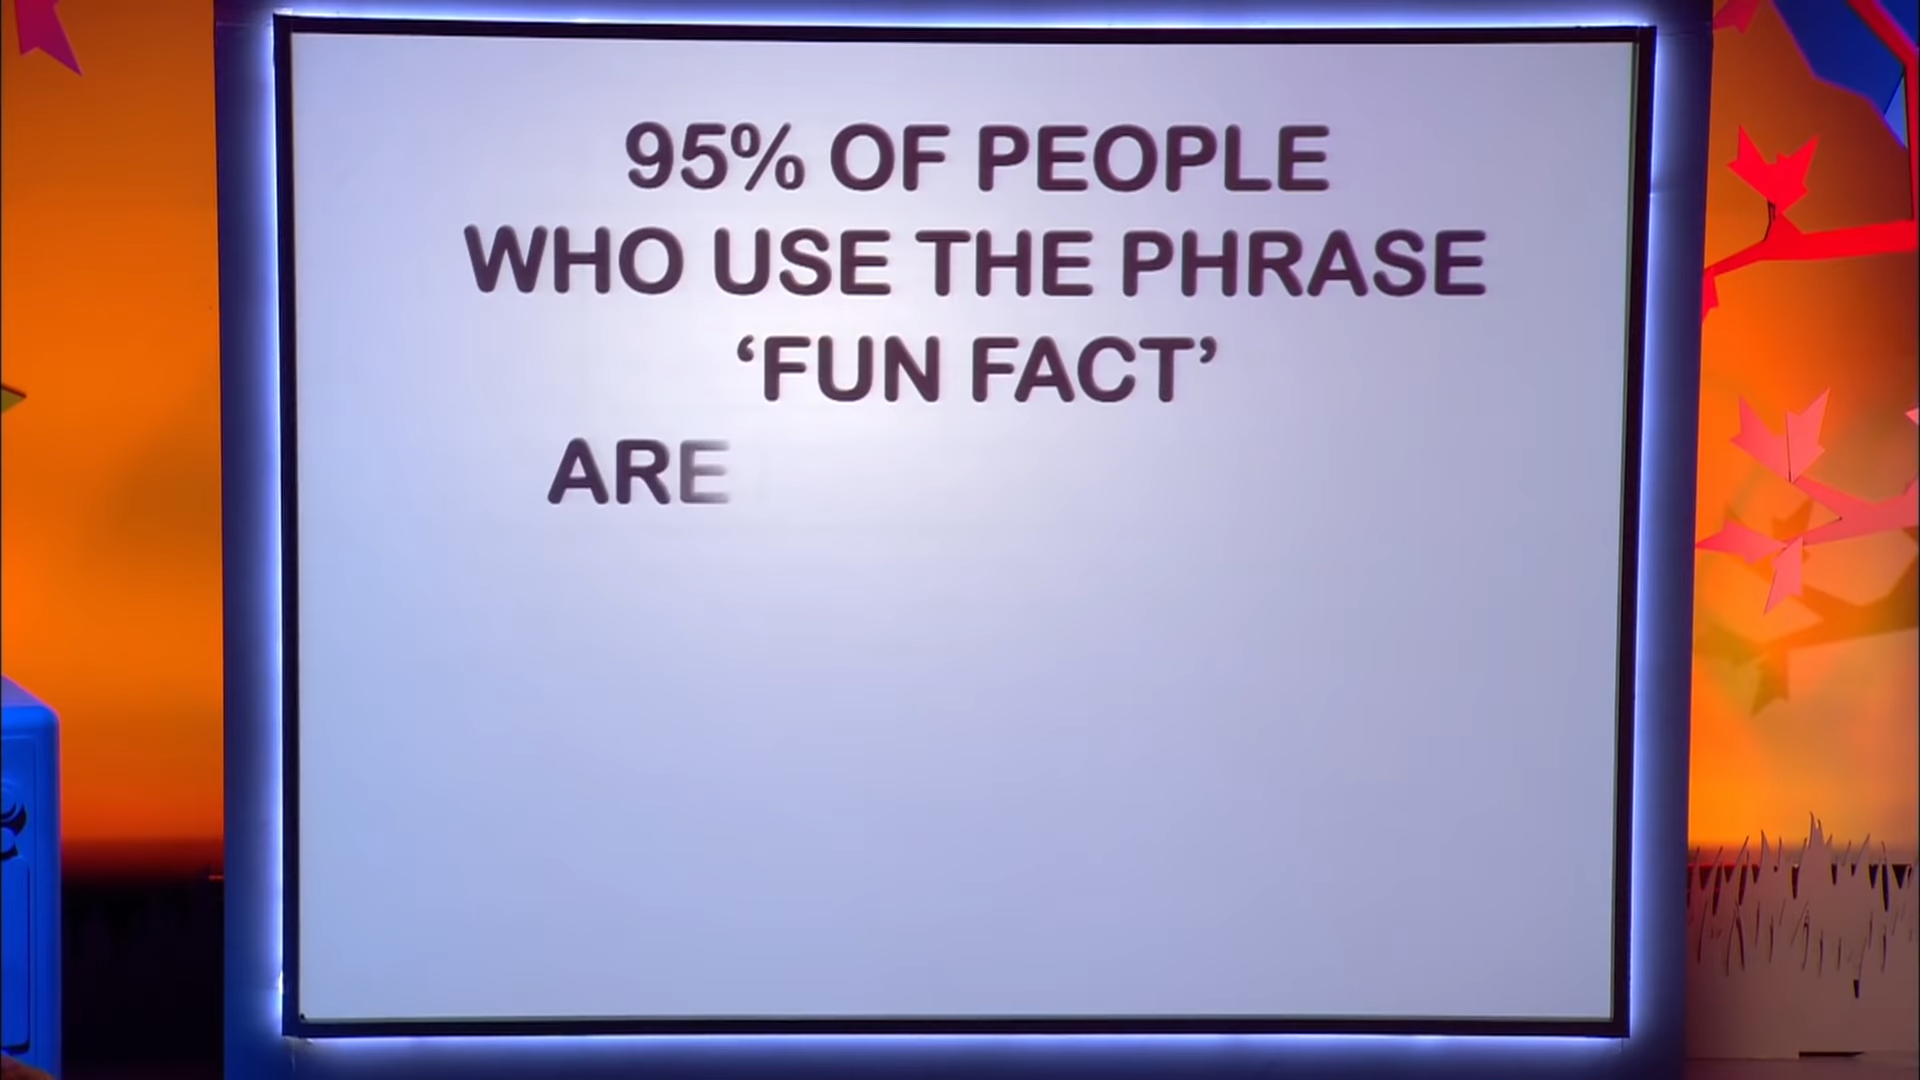 95% OF PEOPLE
WHO USE THE PHRASE
‘FUN FACT’
ARE